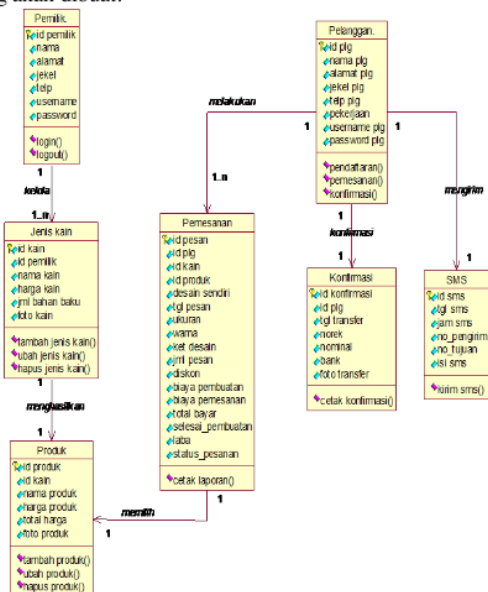 g akan dibuat.
Pemilik.
id pemilik
nama
alamat
jekel
telp
username
password
login()
logout()
1
kelola
1..n
Jenis kain
id kain
id pemilik
nama kain
harga kain
jml bahan baku
foto kain
tambah jenis kain()
ubah jenis kain()
hapus jenis kain()
1
menghasilkan
1
Produk
id produk
id kain
nama produk
harga produk
total harga
foto produk
tambah produk()
ubah produk()
hapus produk()
Pelanggan.
id plg
nama plg
alamat plg
jekel plg
telp plg
pekerjaan
username plg
password plg
pendaftaran()
pemesanan()
konfirmasi()
melakukan
1
1..n
Pemesanan
id pesan
id plg
id kain
id produk
desain sendiri
tgl pesan
ukuran
warna
ket desain
jml pesan
diskon
biaya pembuatan
biaya pemesanan
total bayar
selesai_pembuatan
laba
status_pesanan
cetak laporan()
1
memilih
1
1
konfirmasi
1
Konfirmasi
id konfirmasi
id plg
tgl transfer
norek
nominal
bank
foto transfer
cetak konfirmasi()
1
mengirim
1
SMS
id sms
tgl sms
jam sms
no_pengirim
no_tujuan
isi sms
kirim sms()